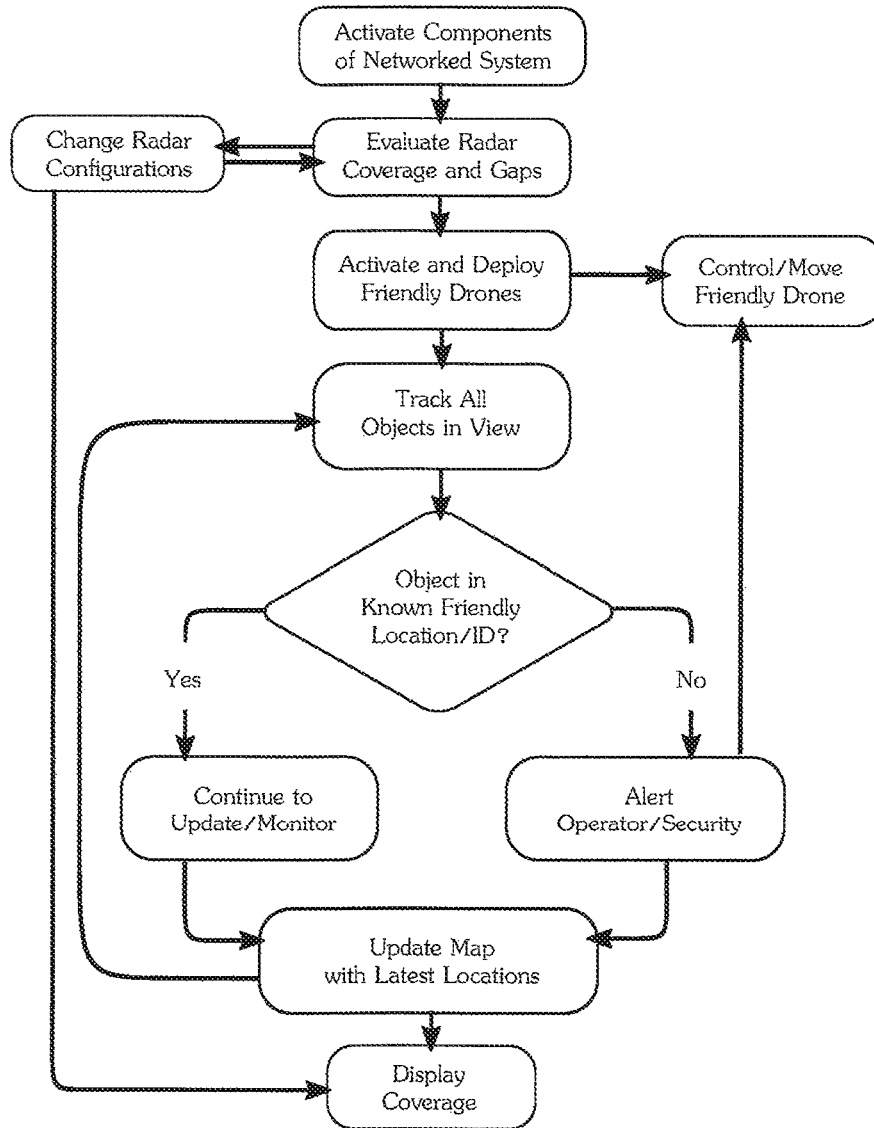 Activate Components
of Networked System
Change Radar
Configurations
Evaluate Radar
Coverage and Gaps
Activate and Deploy
Friendly Drones
Control/Move
Friendly Drone
Track All
Objects in View
Object in
Known Friendly
Location/ID?
Yes
No
Continue to
Update/Monitor
Alert
Operator/Security
Update Map
with Latest Locations
Display
Coverage